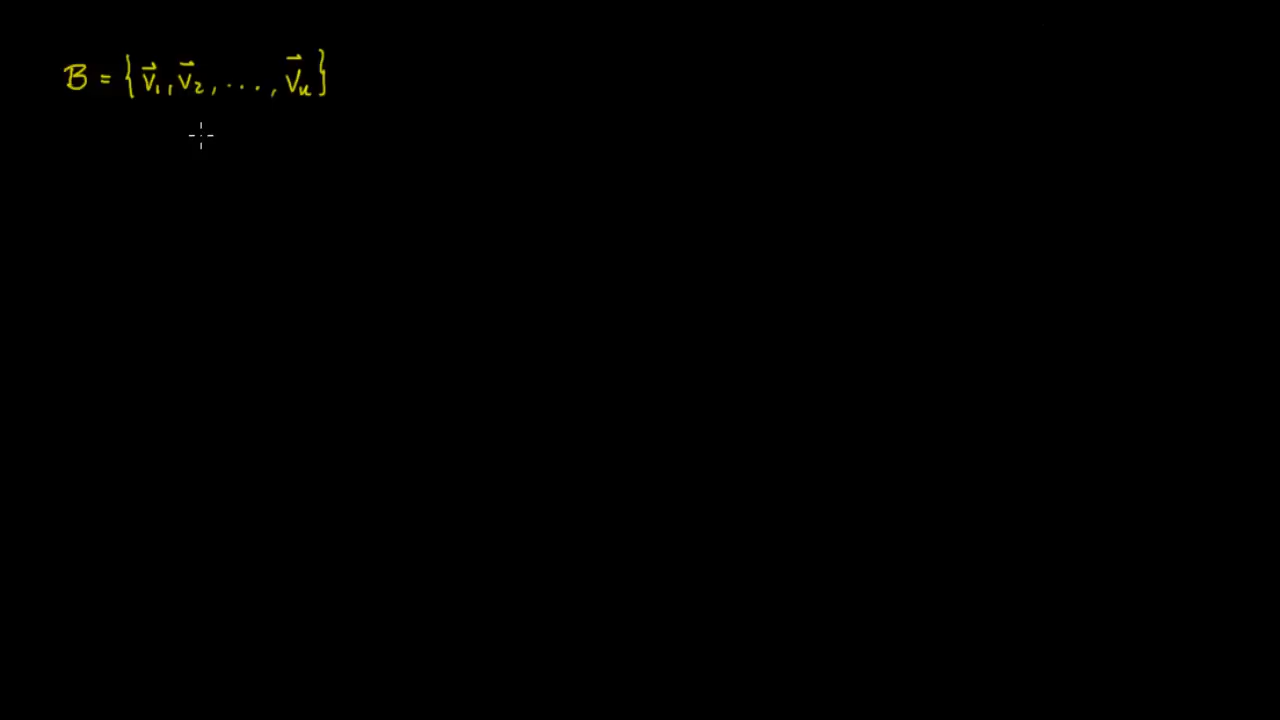 B = {v⃗₁, v⃗₂, ..., v⃗ₖ}